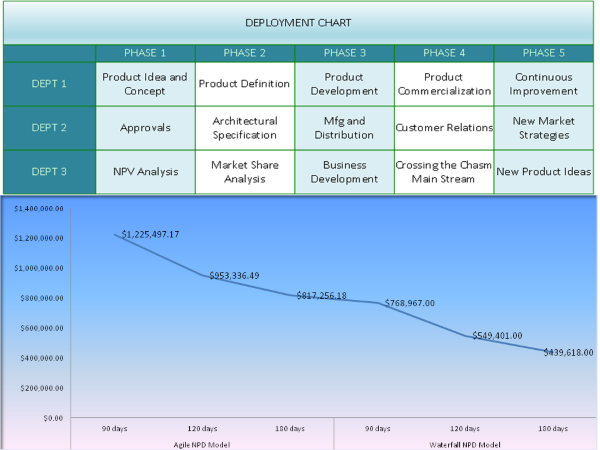 DEPLOYMENT CHART
PHASE 1 PHASE 2 PHASE 3 PHASE 4 PHASE 5
DEPT 1
Product Idea and
Concept
Product Definition
Product
Development
Product
Commercialization
Continuous
Improvement
DEPT 2
Approvals
Architectural
Specification
Mfg and
Distribution
Customer Relations
New Market
Strategies
DEPT 3
NPV Analysis
Market Share
Analysis
Business
Development
Crossing the Chasm
Main Stream
New Product Ideas
$1,400,000.00
$1,200,000.00
$1,000,000.00
$800,000.00
$600,000.00
$400,000.00
$200,000.00
$0.00
$1,225,497.17
$953,336.49
$817,256.18
$768,967.00
$549,401.00
$439,618.00
90 days 120 days 180 days 90 days 120 days 180 days
Agile NPD Model Waterfall NPD Model